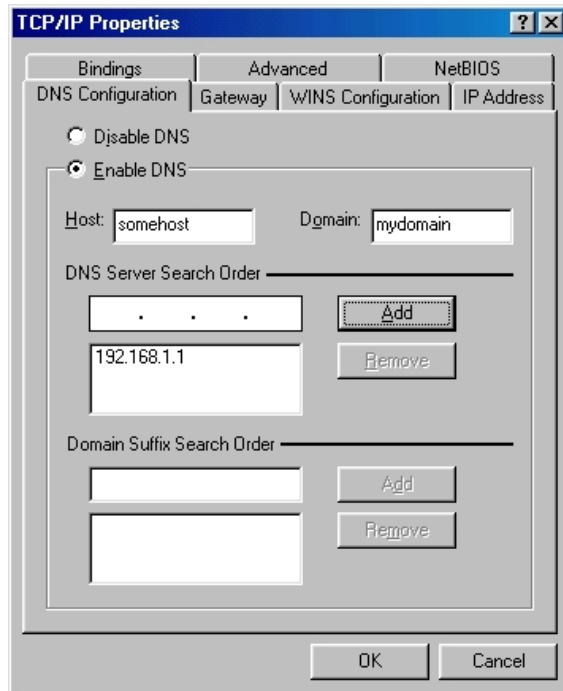 TCP/IP Properties
Bindings Advanced NetBIOS
DNS Configuration Gateway WINS Configuration IP Address
Disable DNS
Enable DNS
Host: somehost Domain: mydomain
DNS Server Search Order
. . . Add
192.168.1.1 Remove
Domain Suffix Search Order
Add
Remove
OK Cancel